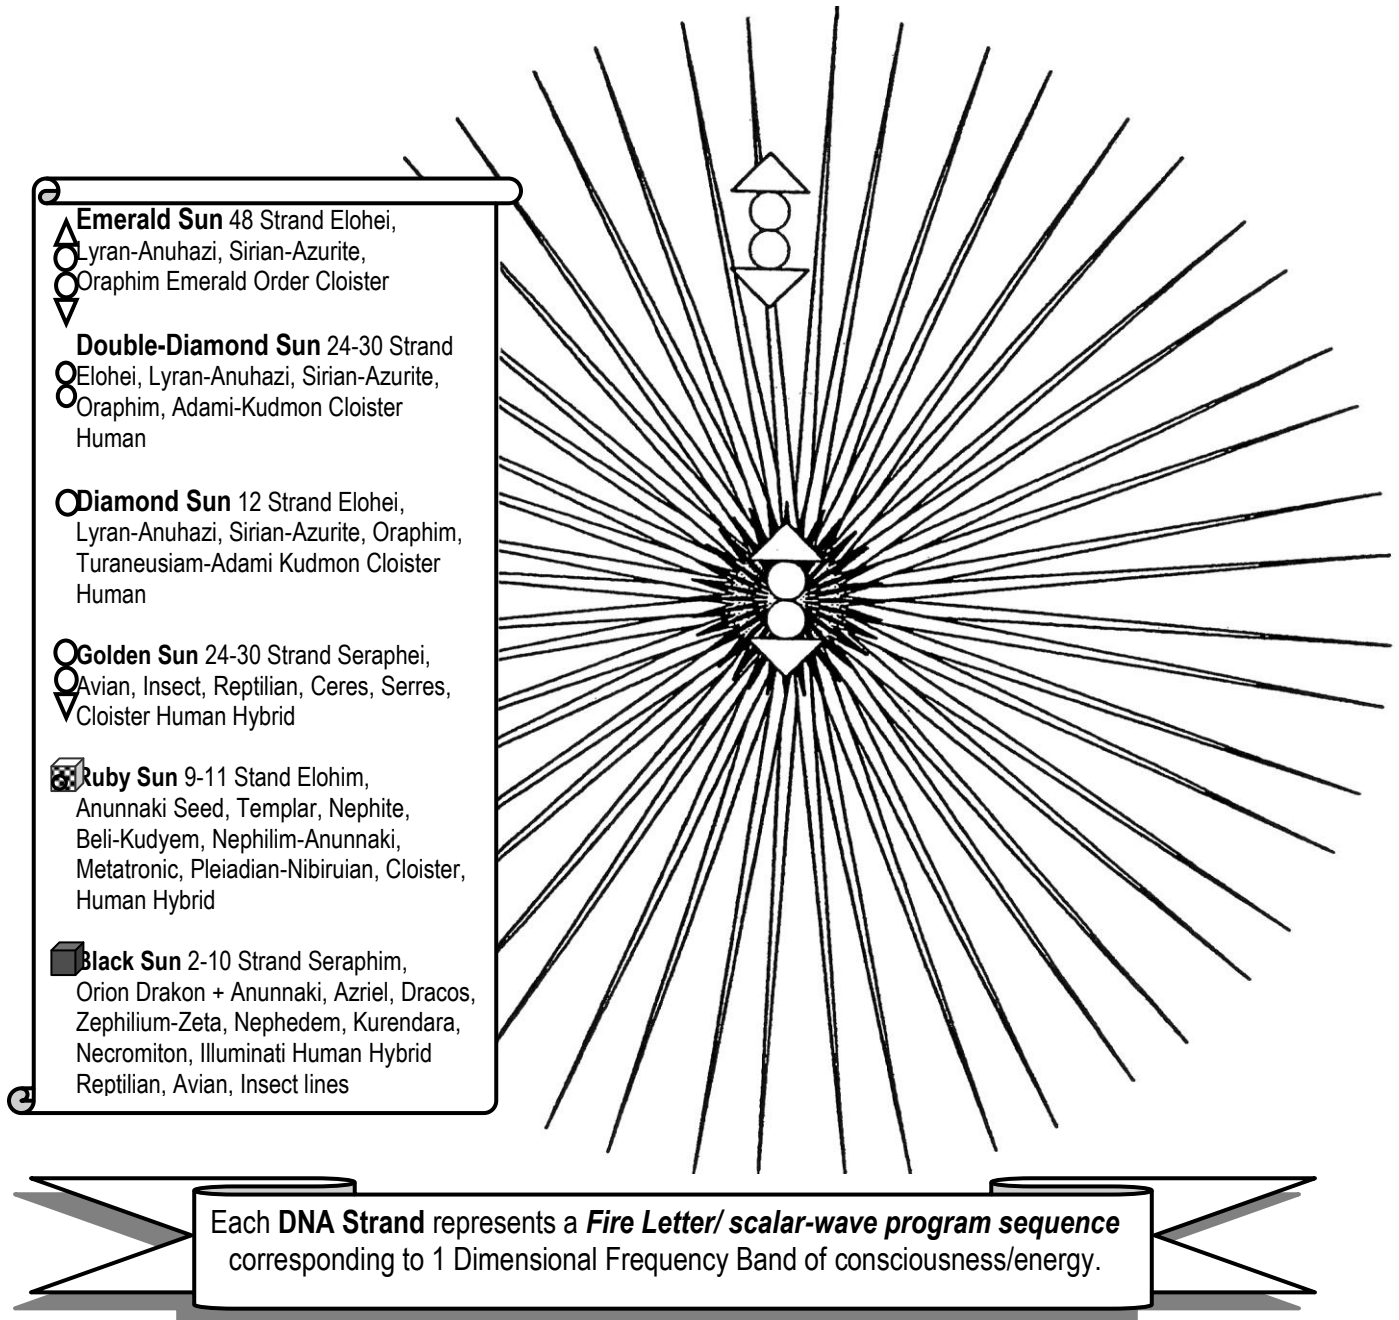 Emerald Sun 48 Strand Elohei,
Lyran-Anuhazi, Sirian-Azurite,
Oraphim Emerald Order Cloister
Double-Diamond Sun 24-30 Strand
Elohei, Lyran-Anuhazi, Sirian-Azurite,
Oraphim, Adami-Kudmon Cloister
Human
Diamond Sun 12 Strand Elohei,
Lyran-Anuhazi, Sirian-Azurite, Oraphim,
Turaneusiam-Adami Kudmon Cloister
Human
Golden Sun 24-30 Strand Seraphei,
Avian, Insect, Reptilian, Ceres, Serres,
Cloister Human Hybrid
Ruby Sun 9-11 Stand Elohim,
Anunnaki Seed, Templar, Nephite,
Beli-Kudyem, Nephilim-Anunnaki,
Metatronic, Pleiadian-Nibiruian, Cloister,
Human Hybrid
Black Sun 2-10 Strand Seraphim,
Orion Drakon + Anunnaki, Azriel, Dracos,
Zephilium-Zeta, Nephedem, Kurendara,
Necromiton, Illuminati Human Hybrid
Reptilian, Avian, Insect lines
Each DNA Strand represents a Fire Letter/ scalar-wave program sequence
corresponding to 1 Dimensional Frequency Band of consciousness/energy.